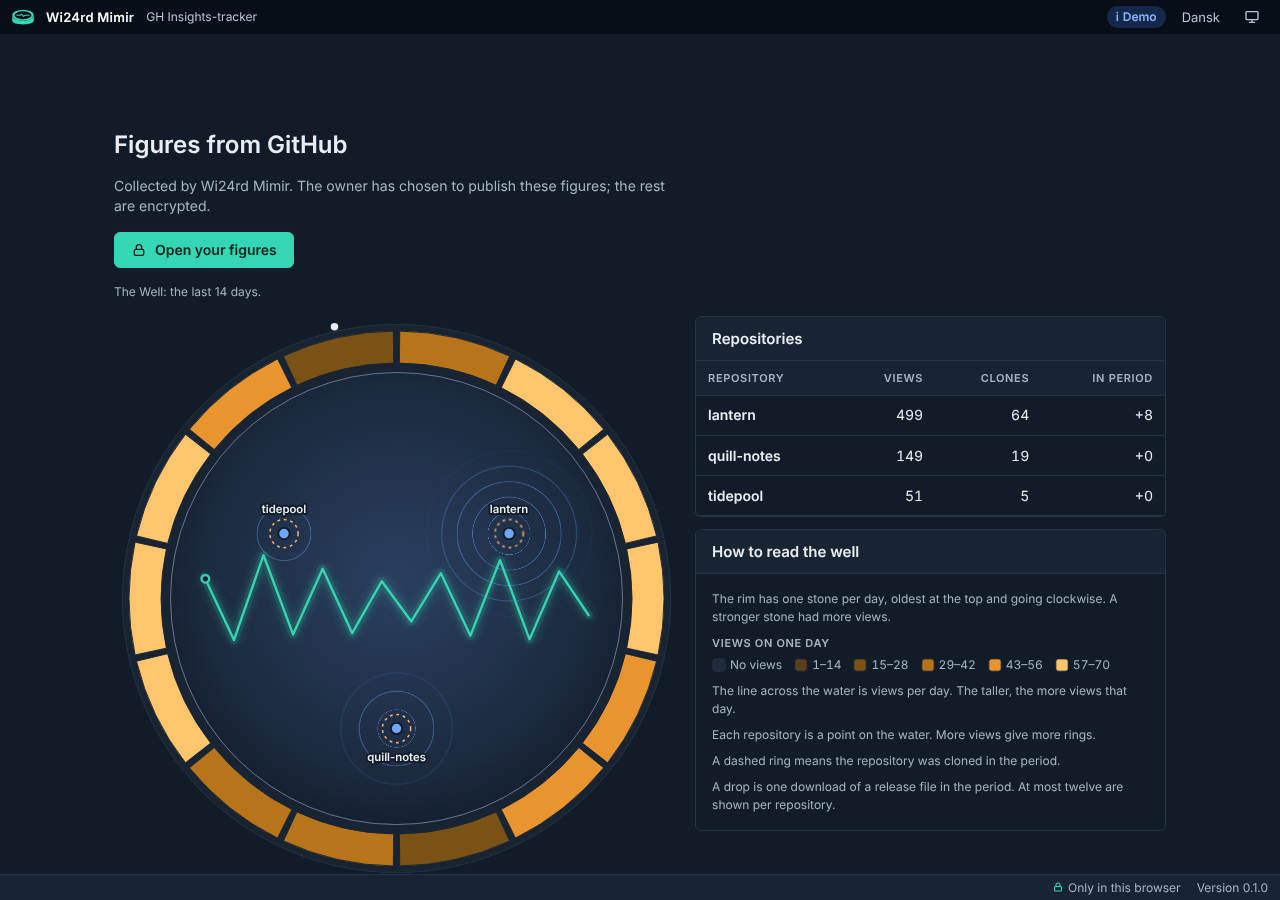 Wi24rd Mimir GH Insights-tracker i Demo Dansk
Figures from GitHub
Collected by Wi24rd Mimir. The owner has chosen to publish these figures; the rest
are encrypted.
Open your figures
The Well: the last 14 days.
tidepool
lantern
quill-notes
Repositories
REPOSITORY VIEWS CLONES IN PERIOD
lantern 499 64 +8
quill-notes 149 19 +0
tidepool 51 5 +0
How to read the well
The rim has one stone per day, oldest at the top and going clockwise. A
stronger stone had more views.
VIEWS ON ONE DAY
No views 1–14 15–28 29–42 43–56 57–70
The line across the water is views per day. The taller, the more views that
day.
Each repository is a point on the water. More views give more rings.
A dashed ring means the repository was cloned in the period.
A drop is one download of a release file in the period. At most twelve are
shown per repository.
Only in this browser Version 0.1.0